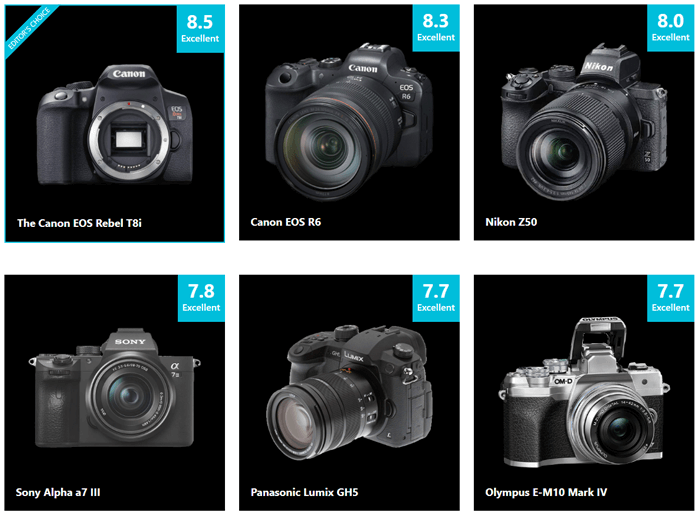 EDITOR'S CHOICE
8.5
Excellent
Canon
EOS
The Canon EOS Rebel T8i
8.3
Excellent
Canon
EOS
R6
Canon EOS R6
8.0
Excellent
Nikon
Nikon Z50
7.8
Excellent
SONY
α
Sony Alpha a7 III
7.7
Excellent
LUMIX
Panasonic Lumix GH5
7.7
Excellent
OLYMPUS
OM-D
Olympus E-M10 Mark IV